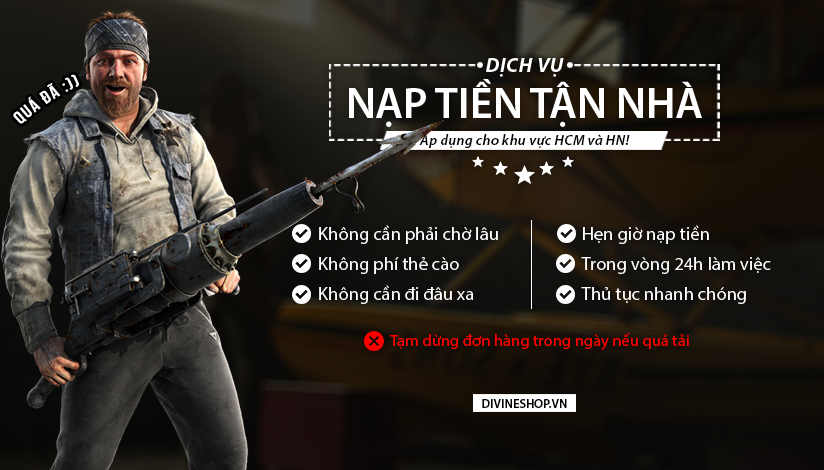 QUÁ ĐÃ :))
DỊCH VỤ
NẠP TIỀN TẬN NHÀ
Áp dụng cho khu vực HCM và HN!
Không cần phải chờ lâu
Không phí thẻ cào
Không cần đi đâu xa
Hẹn giờ nạp tiền
Trong vòng 24h làm việc
Thủ tục nhanh chóng
Tạm dừng đơn hàng trong ngày nếu quá tải
DIVINESHOP.VN